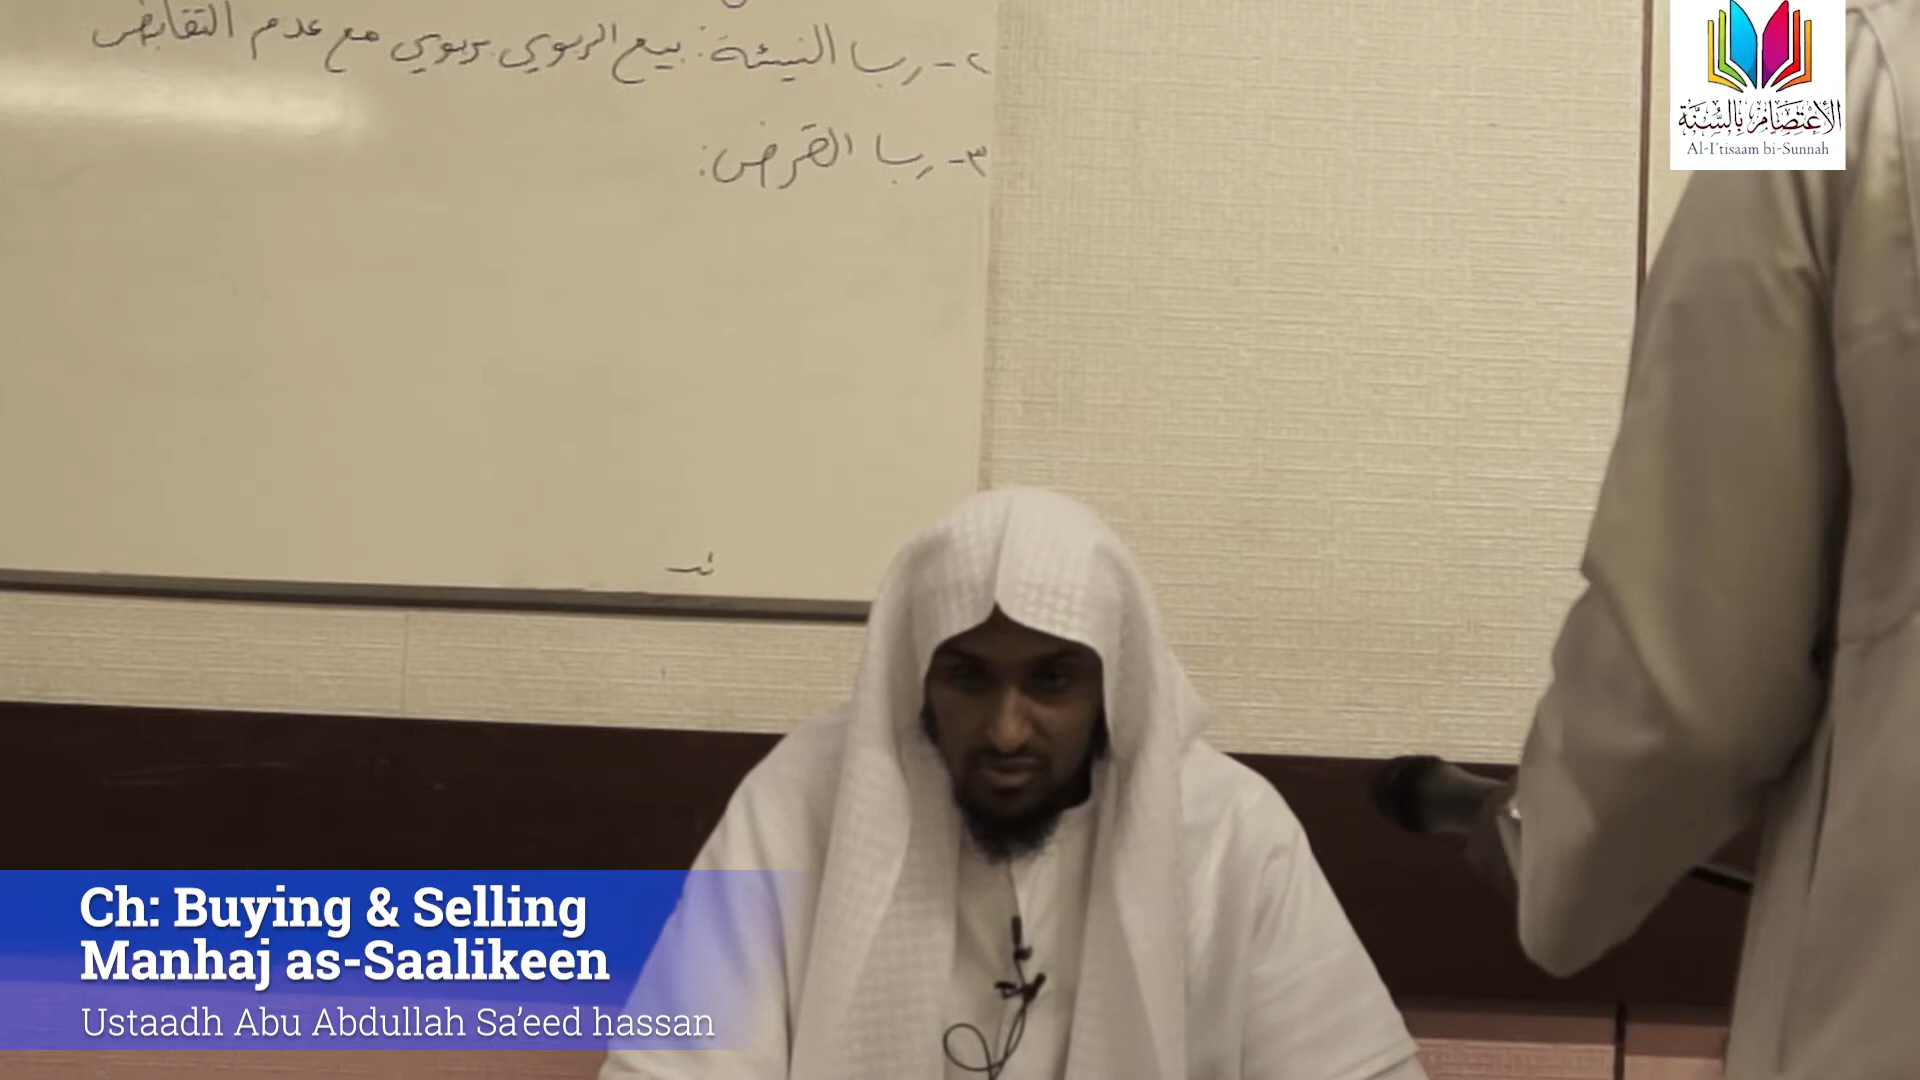 ٢- ربا النسيئة: بيع الربوي بربوي مع عدم التقابض
٣- ربا القرض:
الاعتصام بالسنة
Al-I'tisaam bi-Sunnah
Ch: Buying & Selling
Manhaj as-Saalikeen
Ustaadh Abu Abdullah Sa’eed hassan